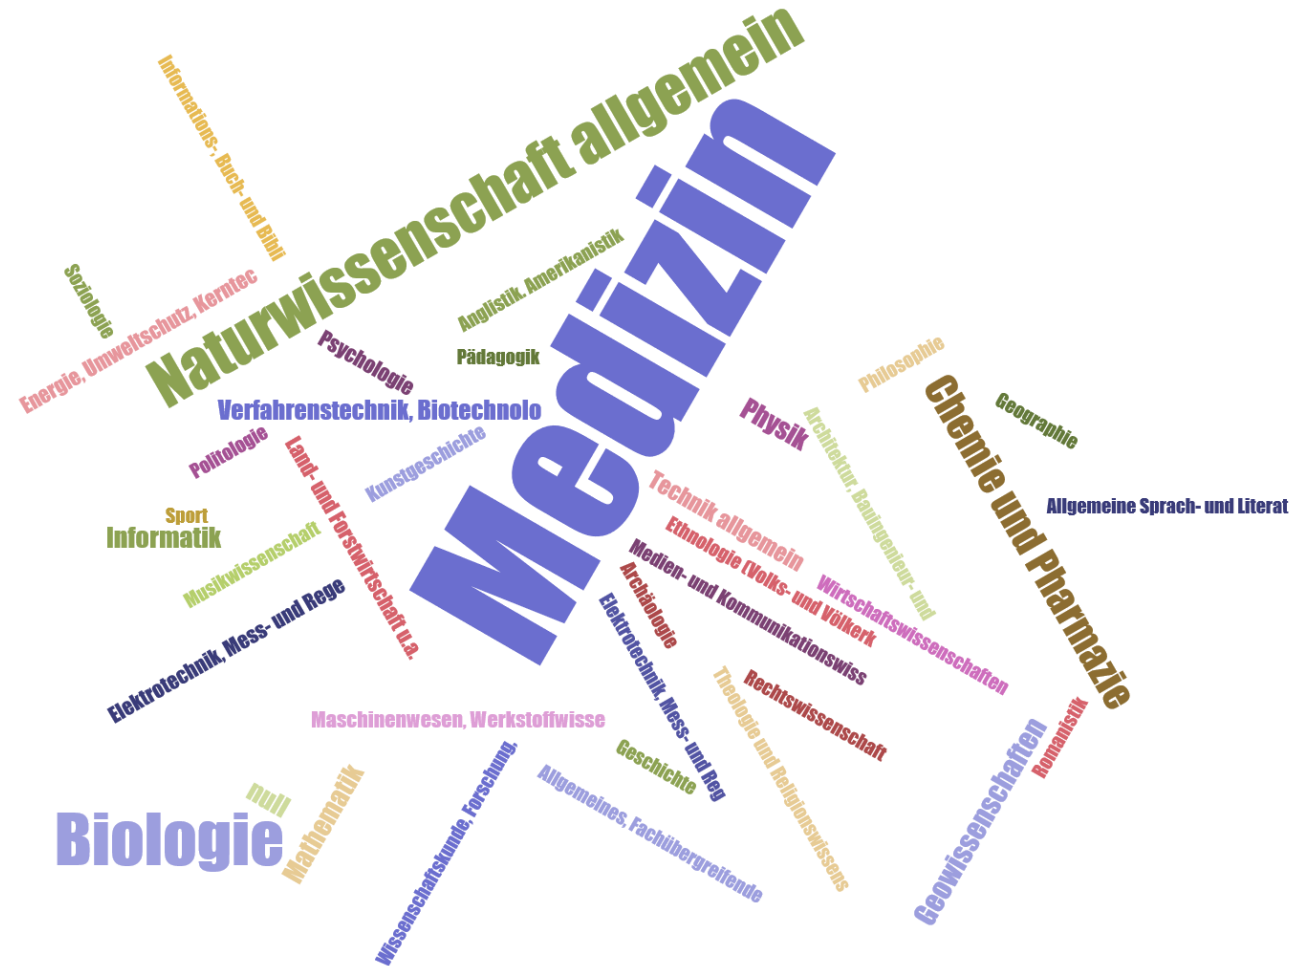 Naturwissenschaft allgemein
Informations-, Buch- und Bibli
Medizin
Soziologie
Energie, Umweltschutz, Kerntec
Anglistik. Amerikanistik
Psychologie
Pädagogik
Philosophie
Verfahrenstechnik, Biotechnolo
Chemie und Pharmazie
Geographie
Physik
Architektur, Bauingenieur- und
Politologie
Land- und Forstwirtschaft u.a.
Kunstgeschichte
Technik allgemein
Allgemeine Sprach- und Literat
Sport
Informatik
Ethnologie (Volks- und Völkerk
Musikwissenschaft
Medien- und Kommunikationswiss
Archäologie
Wirtschaftswissenschaften
Elektrotechnik, Mess- und Rege
Elektrotechnik, Mess- und Reg
Theologie und Religionswissens
Rechtswissenschaft
Maschinenwesen, Werkstoffwisse
Romanistik
Geowissenschaften
Geschichte
Wissenschaftskunde, Forschung,
Allgemeines, Fachübergreifende
null
Mathematik
Biologie